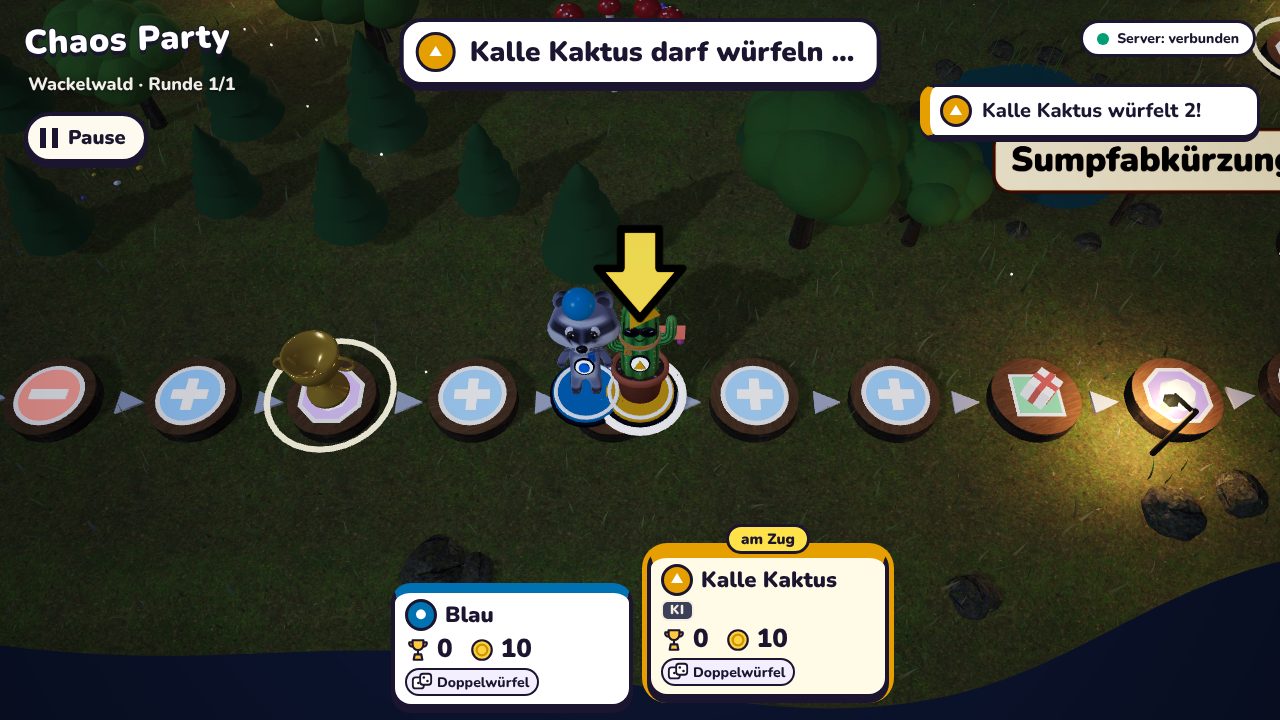 Chaos Party
Wackelwald · Runde 1/1
Pause
Kalle Kaktus darf würfeln ...
Server: verbunden
Kalle Kaktus würfelt 2!
Sumpfabkürzung
am Zug
Blau
0 10
Doppelwürfel
Kalle Kaktus
KI
0 10
Doppelwürfel